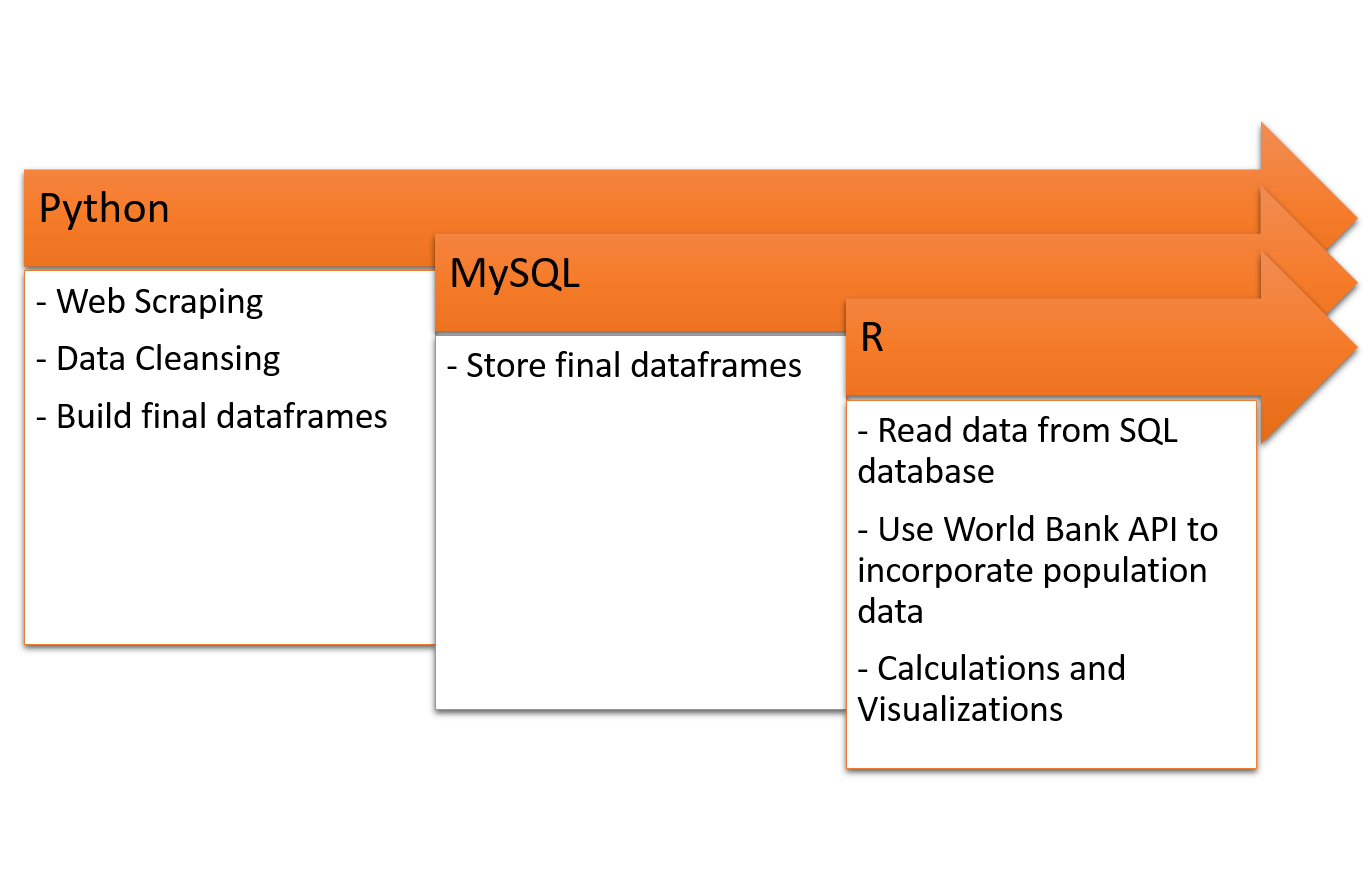 Python
- Web Scraping
- Data Cleansing
- Build final dataframes
MySQL
- Store final dataframes
R
- Read data from SQL
database
- Use World Bank API to
incorporate population
data
- Calculations and
Visualizations